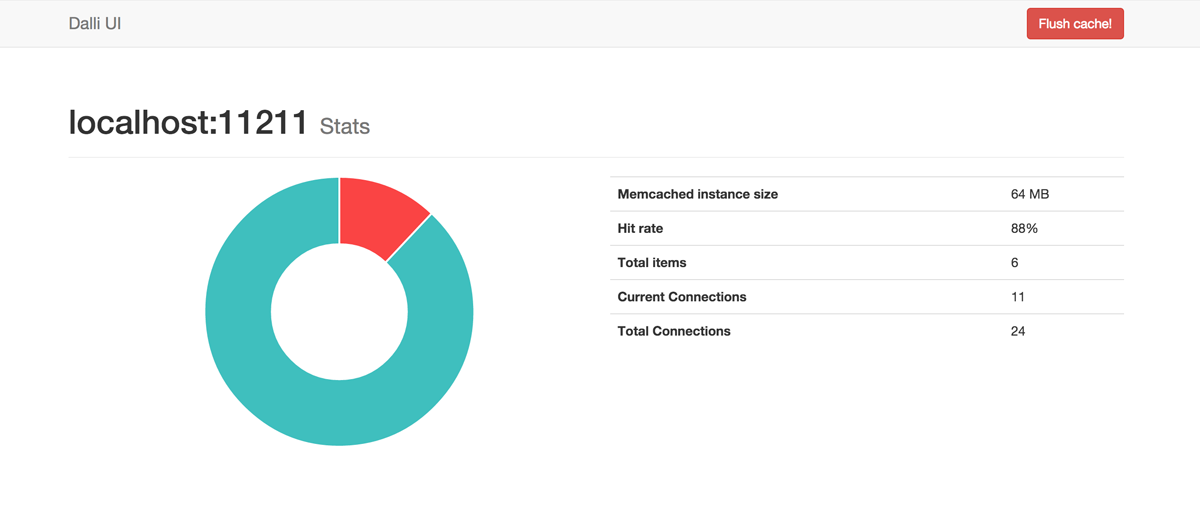 Dalli UI
Flush cache!
localhost:11211 Stats
Memcached instance size 64 MB
Hit rate 88%
Total items 6
Current Connections 11
Total Connections 24